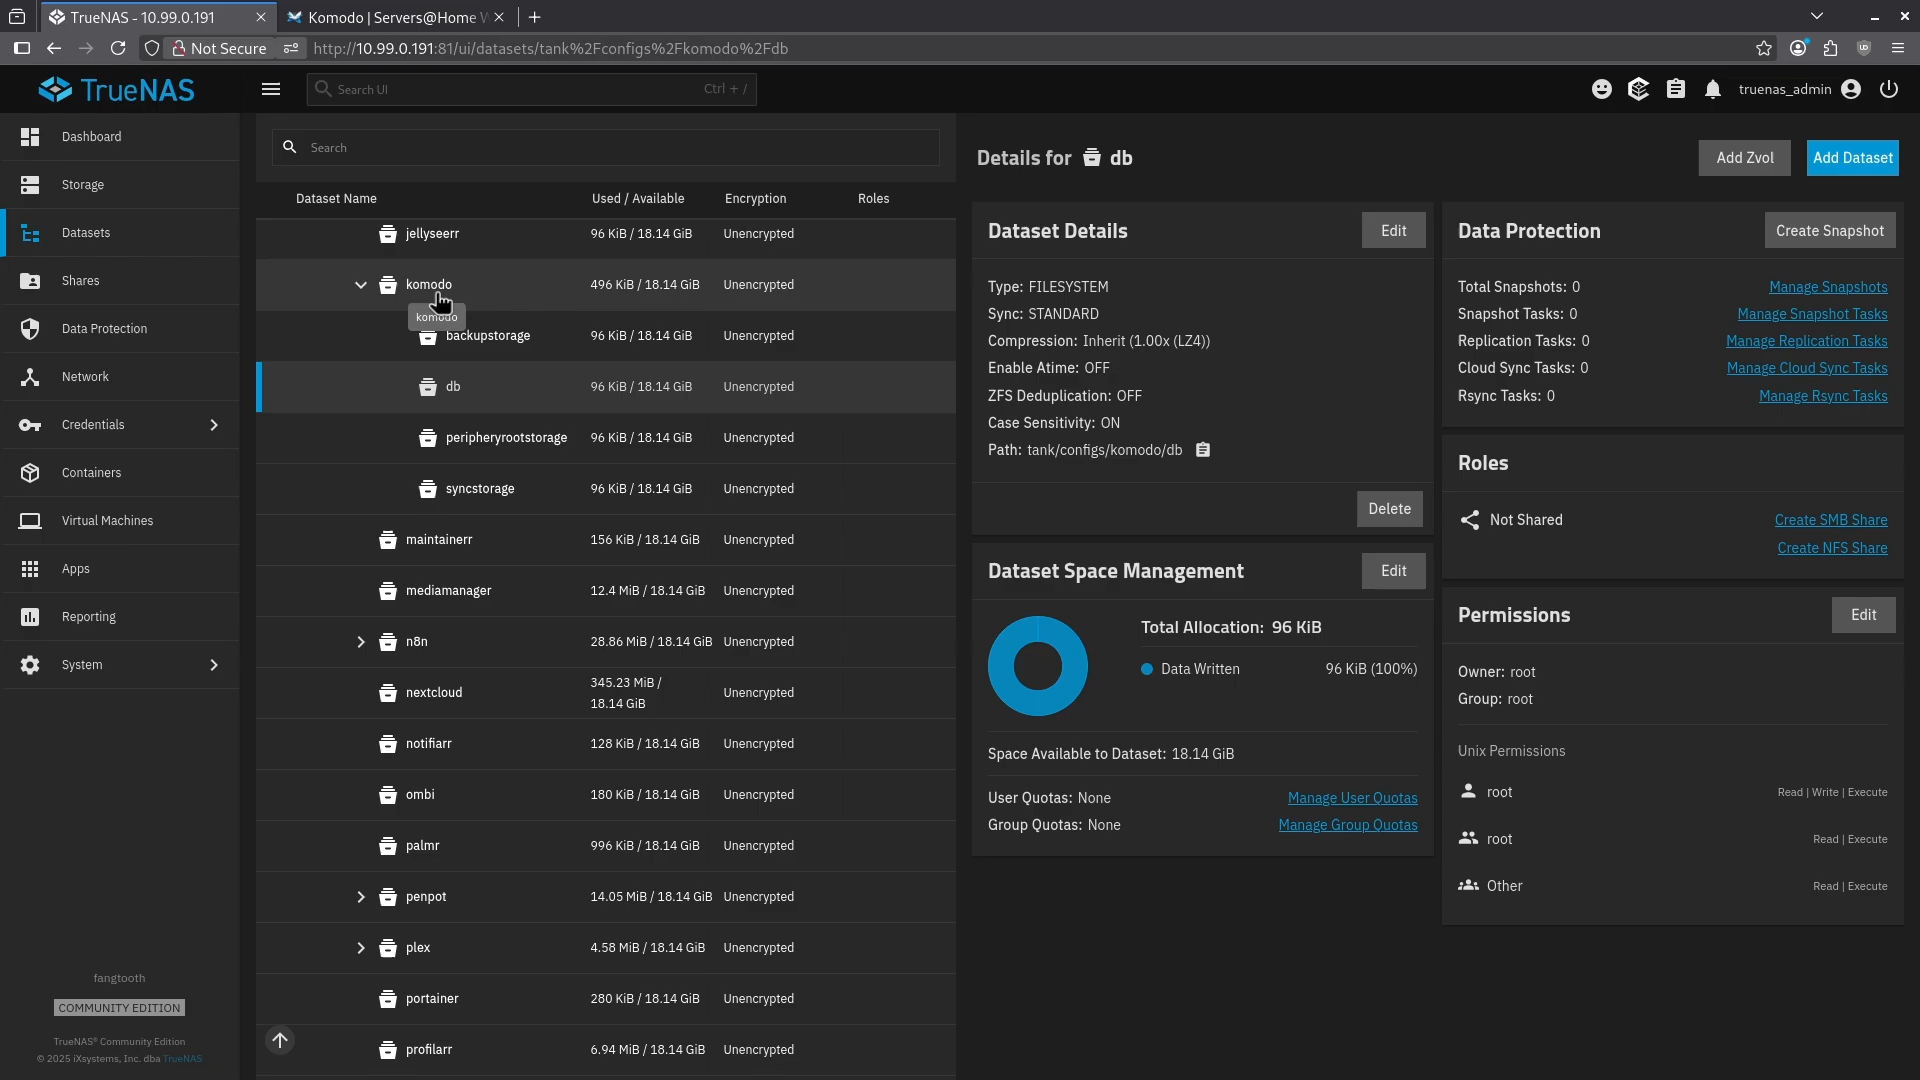 TrueNAS - 10.99.0.191
Komodo | Servers@Home W
Not Secure
http://10.99.0.191:81/ui/datasets/tank%2Fconfigs%2Fkomodo%2Fdb
TrueNAS
Search UI
Ctrl + /
truenas_admin
Dashboard
Storage
Datasets
Shares
Data Protection
Network
Credentials
Containers
Virtual Machines
Apps
Reporting
System
fangtooth
COMMUNITY EDITION
TrueNAS® Community Edition
© 2025 iXsystems, Inc. dba TrueNAS
Search
Dataset Name Used / Available Encryption Roles
jellyseerr 96 KiB / 18.14 GiB Unencrypted
komodo 496 KiB / 18.14 GiB Unencrypted
komodo
backupstorage 96 KiB / 18.14 GiB Unencrypted
db 96 KiB / 18.14 GiB Unencrypted
peripheryrootstorage 96 KiB / 18.14 GiB Unencrypted
syncstorage 96 KiB / 18.14 GiB Unencrypted
maintainerr 156 KiB / 18.14 GiB Unencrypted
mediamanager 12.4 MiB / 18.14 GiB Unencrypted
n8n 28.86 MiB / 18.14 GiB Unencrypted
nextcloud 345.23 MiB / 18.14 GiB Unencrypted
notifiarr 128 KiB / 18.14 GiB Unencrypted
ombi 180 KiB / 18.14 GiB Unencrypted
palmr 996 KiB / 18.14 GiB Unencrypted
penpot 14.05 MiB / 18.14 GiB Unencrypted
plex 4.58 MiB / 18.14 GiB Unencrypted
portainer 280 KiB / 18.14 GiB Unencrypted
profilarr 6.94 MiB / 18.14 GiB Unencrypted
Details for db
Add Zvol
Add Dataset
Dataset Details
Edit
Type: FILESYSTEM
Sync: STANDARD
Compression: Inherit (1.00x (LZ4))
Enable Atime: OFF
ZFS Deduplication: OFF
Case Sensitivity: ON
Path: tank/configs/komodo/db
Delete
Dataset Space Management
Edit
Total Allocation: 96 KiB
Data Written 96 KiB (100%)
Space Available to Dataset: 18.14 GiB
User Quotas: None Manage User Quotas
Group Quotas: None Manage Group Quotas
Data Protection
Create Snapshot
Total Snapshots: 0 Manage Snapshots
Snapshot Tasks: 0 Manage Snapshot Tasks
Replication Tasks: 0 Manage Replication Tasks
Cloud Sync Tasks: 0 Manage Cloud Sync Tasks
Rsync Tasks: 0 Manage Rsync Tasks
Roles
Not Shared
Create SMB Share
Create NFS Share
Permissions
Edit
Owner: root
Group: root
Unix Permissions
root Read | Write | Execute
root Read | Execute
Other Read | Execute